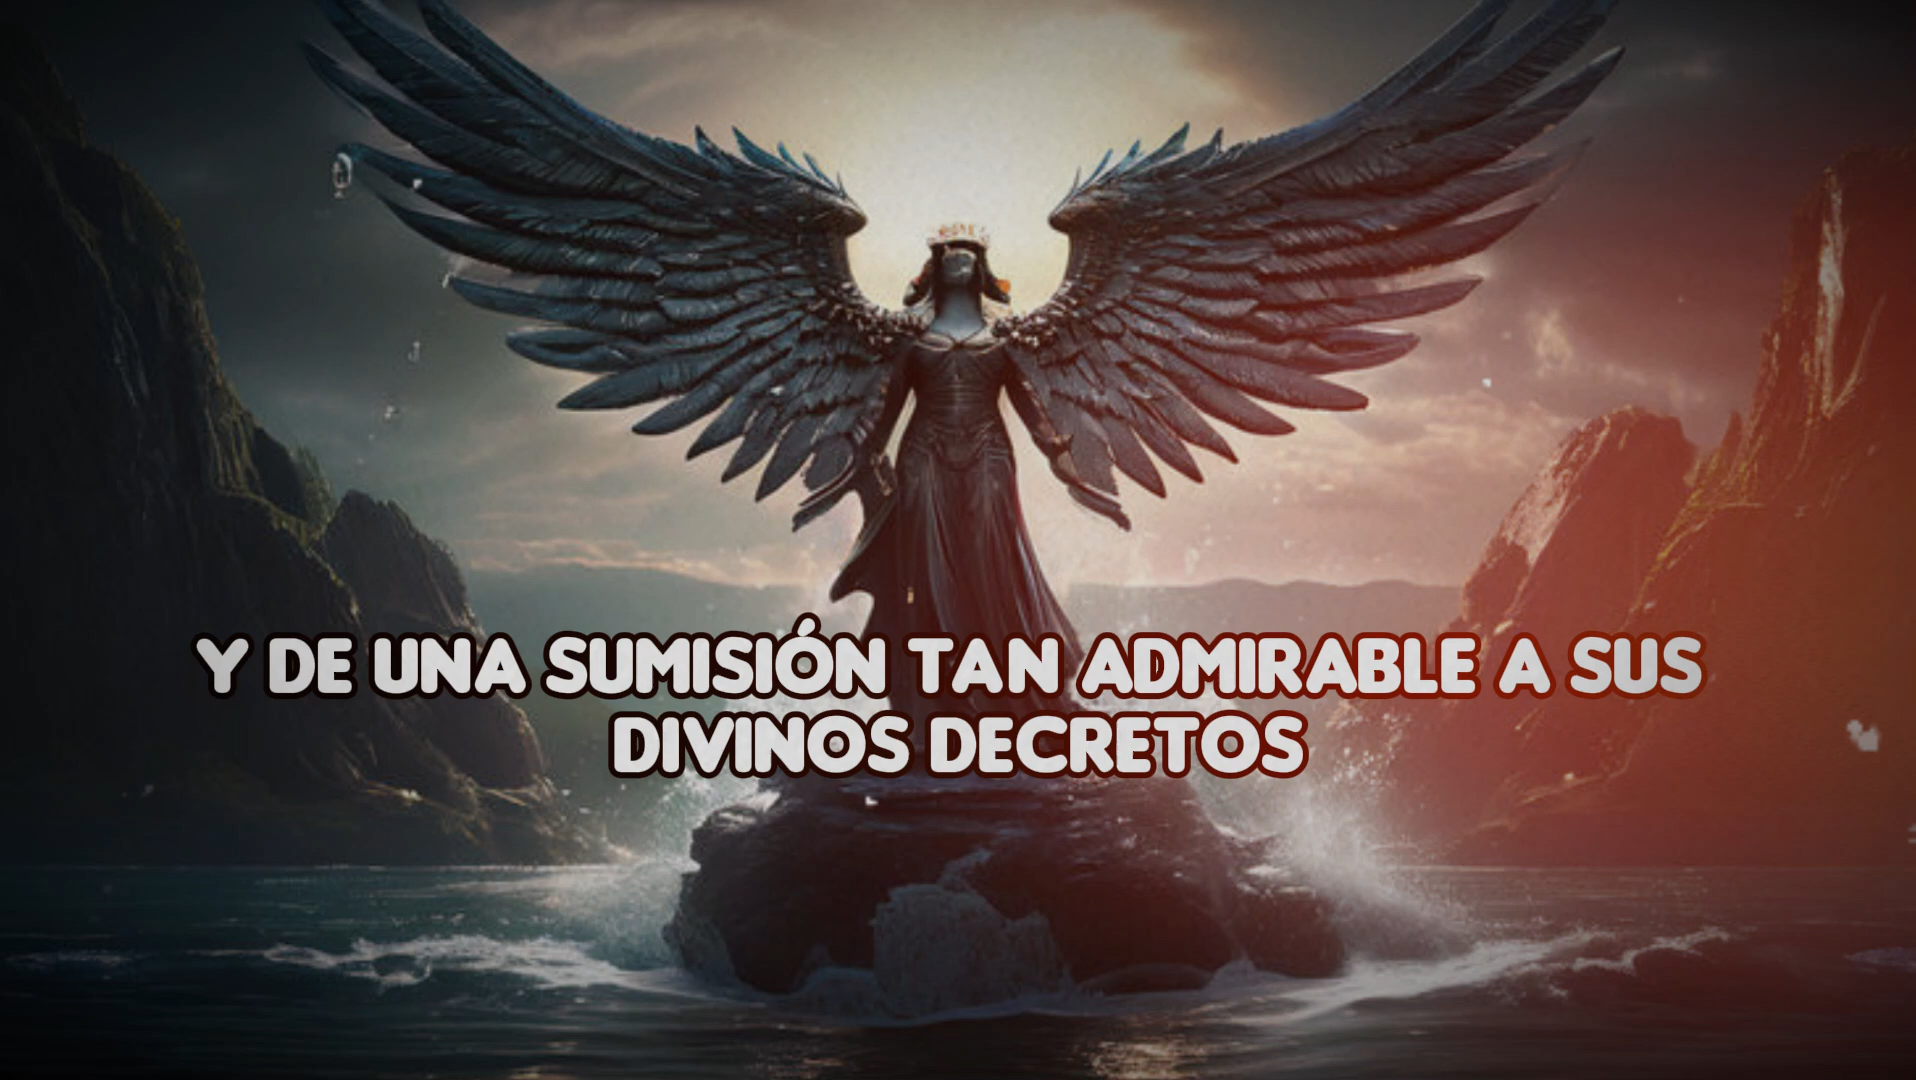 Y DE UNA SUMISIÓN TAN ADMIRABLE A SUS
DIVINOS DECRETOS